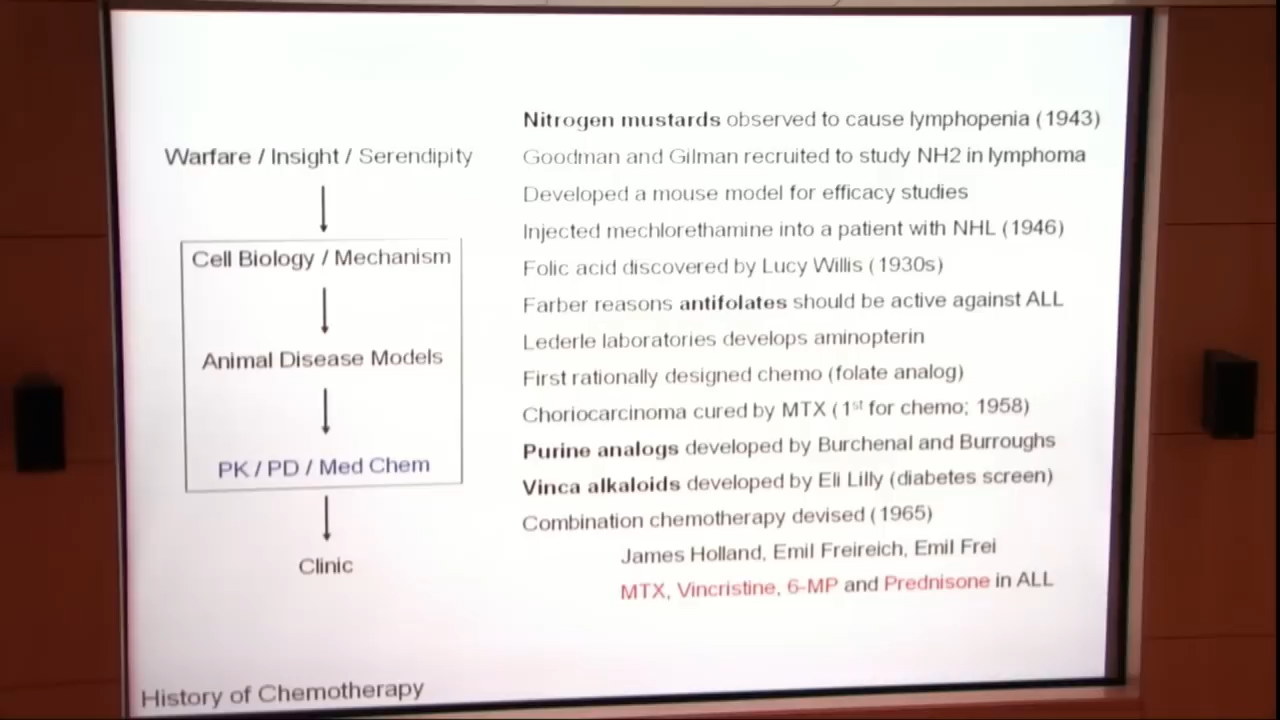 Warfare / Insight / Serendipity
Cell Biology / Mechanism
Animal Disease Models
PK / PD / Med Chem
Clinic
Nitrogen mustards observed to cause lymphopenia (1943)
Goodman and Gilman recruited to study NH2 in lymphoma
Developed a mouse model for efficacy studies
Injected mechlorethamine into a patient with NHL (1946)
Folic acid discovered by Lucy Willis (1930s)
Farber reasons antifolates should be active against ALL
Lederle laboratories develops aminopterin
First rationally designed chemo (folate analog)
Choriocarcinoma cured by MTX (1st for chemo; 1958)
Purine analogs developed by Burchenal and Burroughs
Vinca alkaloids developed by Eli Lilly (diabetes screen)
Combination chemotherapy devised (1965)
James Holland, Emil Freireich, Emil Frei
MTX, Vincristine, 6-MP and Prednisone in ALL
History of Chemotherapy